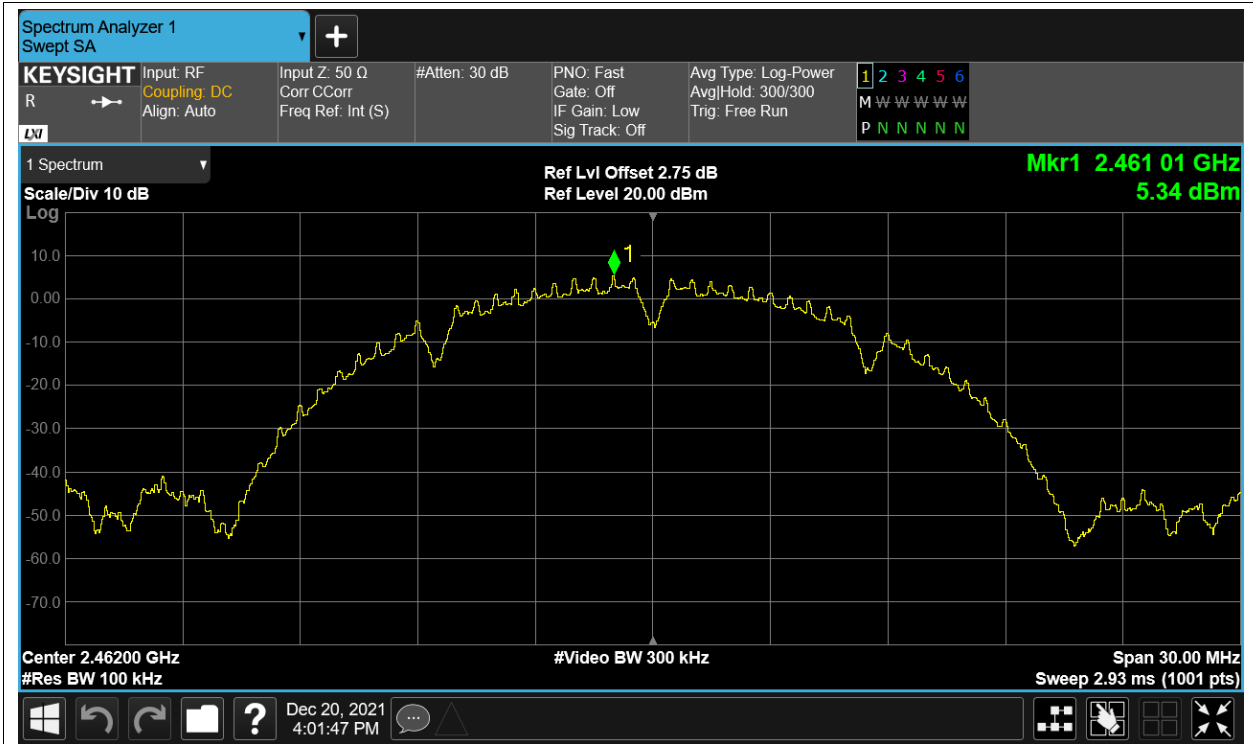 Spectrum Analyzer 1
Swept SA
KEYSIGHT
R
LXI
Input: RF
Coupling: DC
Align: Auto
Input Z: 50 Ω
Corr CCorr
Freq Ref: Int (S)
#Atten: 30 dB
PNO: Fast
Gate: Off
IF Gain: Low
Sig Track: Off
Avg Type: Log-Power
Avg|Hold: 300/300
Trig: Free Run
1 2 3 4 5 6
M W W W W W
P N N N N N
1 Spectrum
Scale/Div 10 dB
Log
Ref Lvl Offset 2.75 dB
Ref Level 20.00 dBm
Mkr1 2.461 01 GHz
5.34 dBm
1
10.0
0.00
-10.0
-20.0
-30.0
-40.0
-50.0
-60.0
-70.0
Center 2.46200 GHz
#Video BW 300 kHz
Span 30.00 MHz
#Res BW 100 kHz
Sweep 2.93 ms (1001 pts)
?
Dec 20, 2021
4:01:47 PM